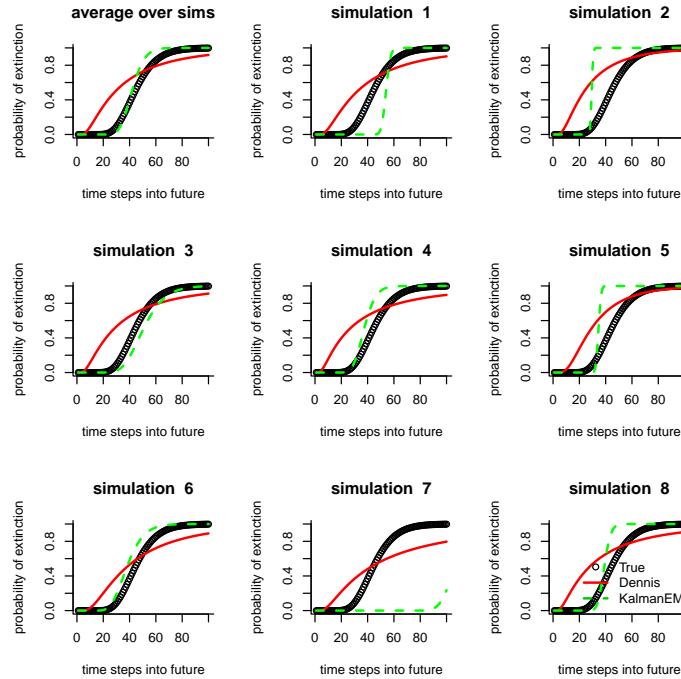 average over sims
probability of extinction
0.0 0.4 0.8
0 20 40 60 80
time steps into future
simulation 1
probability of extinction
0.0 0.4 0.8
0 20 40 60 80
time steps into future
simulation 2
probability of extinction
0.0 0.4 0.8
0 20 40 60 80
time steps into future
simulation 3
probability of extinction
0.0 0.4 0.8
0 20 40 60 80
time steps into future
simulation 4
probability of extinction
0.0 0.4 0.8
0 20 40 60 80
time steps into future
simulation 5
probability of extinction
0.0 0.4 0.8
0 20 40 60 80
time steps into future
simulation 6
probability of extinction
0.0 0.4 0.8
0 20 40 60 80
time steps into future
simulation 7
probability of extinction
0.0 0.4 0.8
0 20 40 60 80
time steps into future
simulation 8
probability of extinction
0.0 0.4 0.8
True
Dennis
KalmanEM
0 20 40 60 80
time steps into future